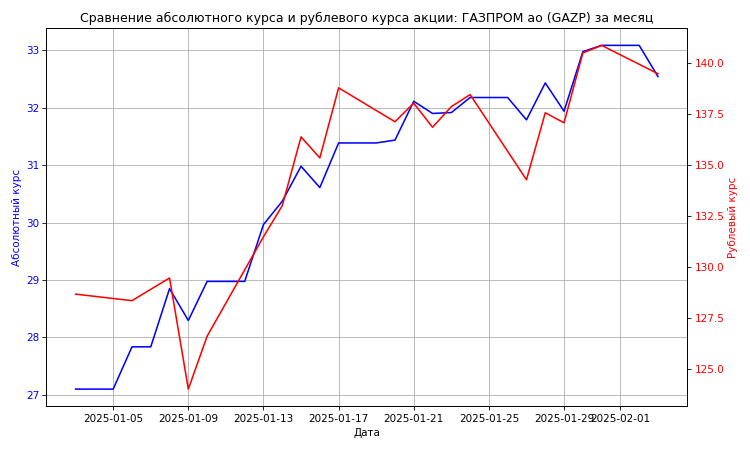 Сравнение абсолютного курса и рублевого курса акции: ГАЗПРОМ ао (GAZP) за месяц
33
32
31
30
29
28
27
Абсолютный курс
140.0
137.5
135.0
132.5
130.0
127.5
125.0
Рублевый курс
2025-01-05 2025-01-09 2025-01-13 2025-01-17 2025-01-21 2025-01-25 2025-01-29 2025-02-01
Дата